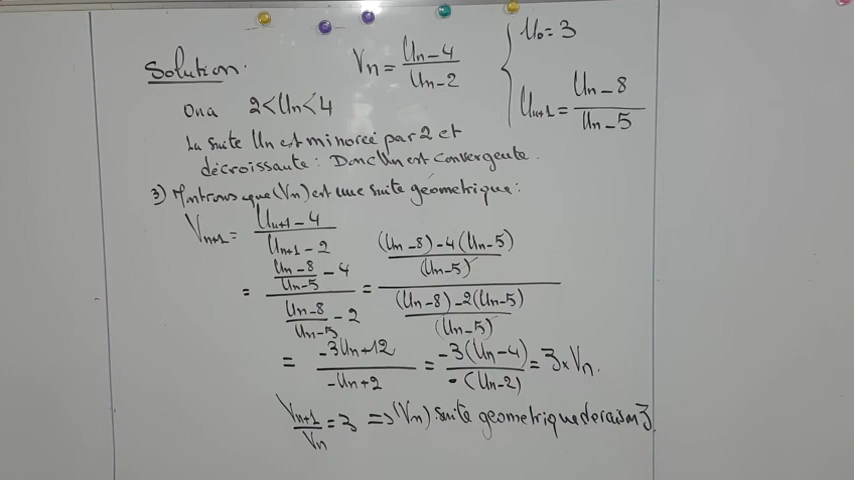 Solution.
Vn = (Un-4)/(Un-2)
U0 = 3
Un+1 = (Un-8)/(Un-5)
On a 2<Un<4
La suite Un est minorée par 2 et
décroissante : Donc Un est convergente.
3) Montrons que (Vn) est une suite géometrique :
Vn+1 = (Un+1 - 4)/(Un+1 - 2)
= ((Un-8)/(Un-5) - 4)/((Un-8)/(Un-5) - 2) = (((Un-8)-4(Un-5))/(Un-5))/(((Un-8)-2(Un-5))/(Un-5))
= (-3Un+12)/(-Un+2) = (-3(Un-4))/(-(Un-2)) = 3×Vn.
Vn+1/Vn = 3 => (Vn) suite géometrique de raison 3.